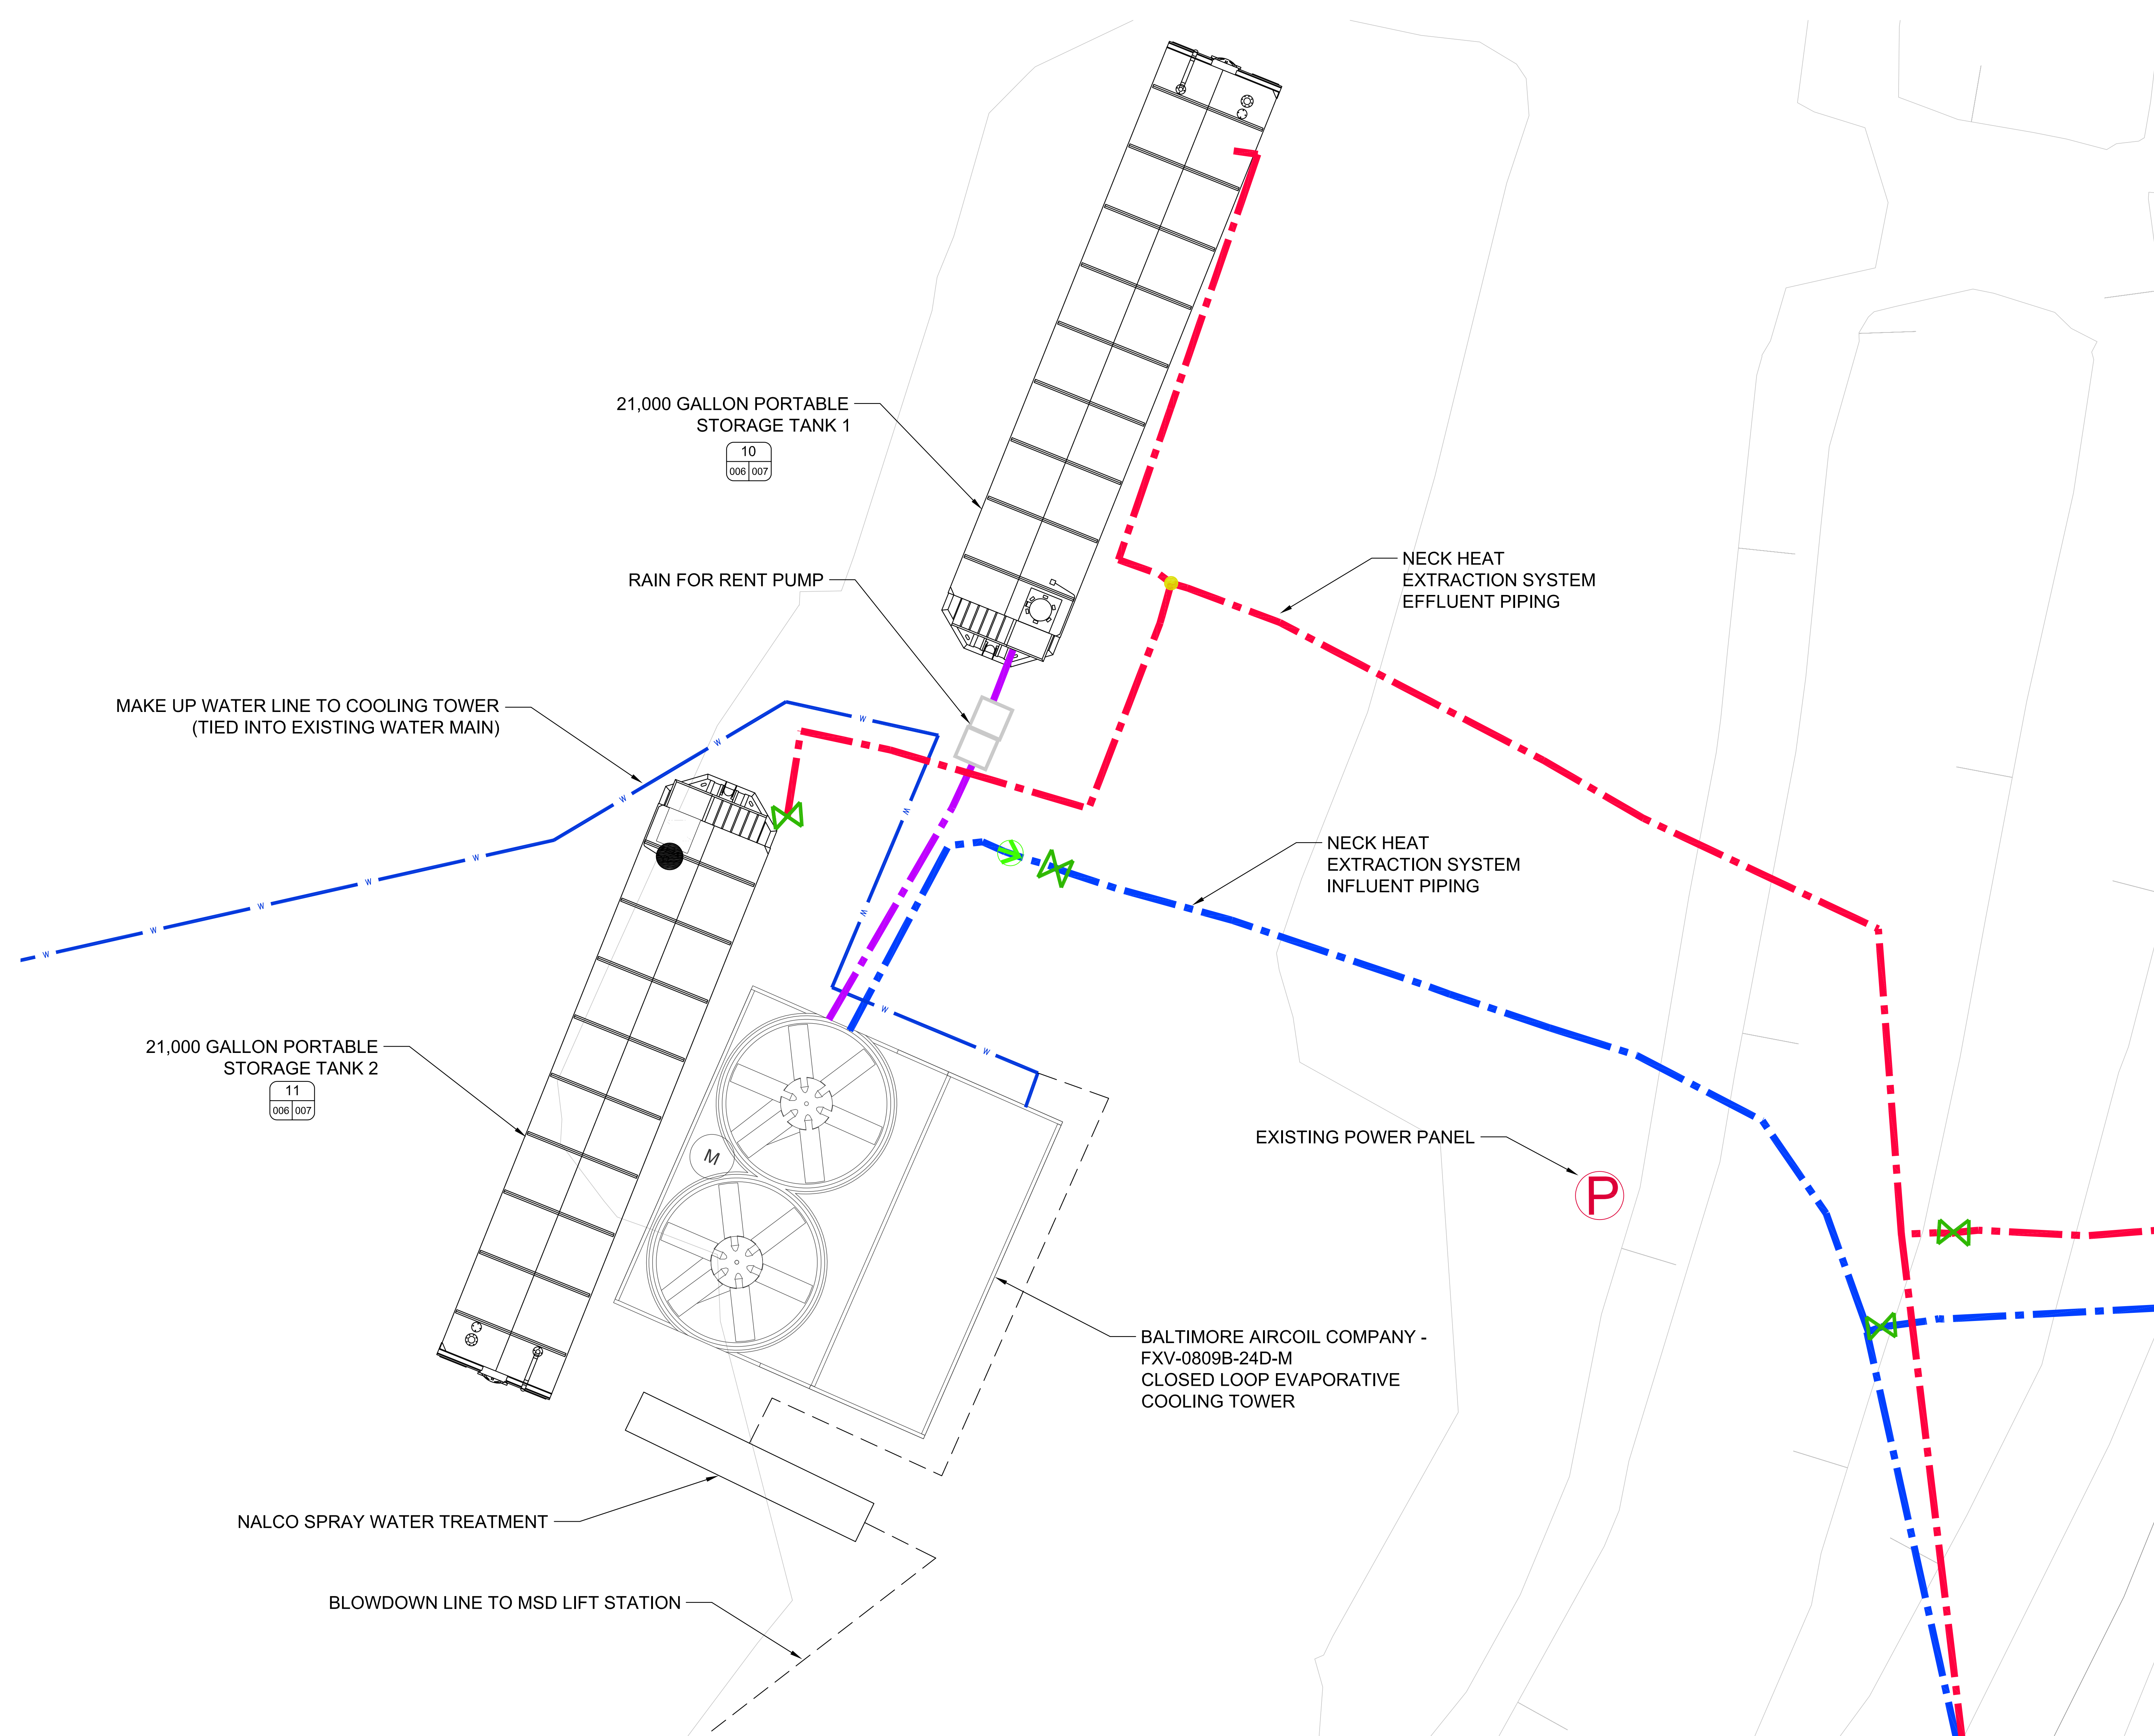 21,000 GALLON PORTABLE
STORAGE TANK 1
10
006 007
NECK HEAT
EXTRACTION SYSTEM
EFFLUENT PIPING
RAIN FOR RENT PUMP
MAKE UP WATER LINE TO COOLING TOWER
(TIED INTO EXISTING WATER MAIN)
W
W
W
W
W
W
W
W
W
W
W
NECK HEAT
EXTRACTION SYSTEM
INFLUENT PIPING
21,000 GALLON PORTABLE
STORAGE TANK 2
11
006 007
M
EXISTING POWER PANEL
P
BALTIMORE AIRCOIL COMPANY -
FXV-0809B-24D-M
CLOSED LOOP EVAPORATIVE
COOLING TOWER
NALCO SPRAY WATER TREATMENT
BLOWDOWN LINE TO MSD LIFT STATION